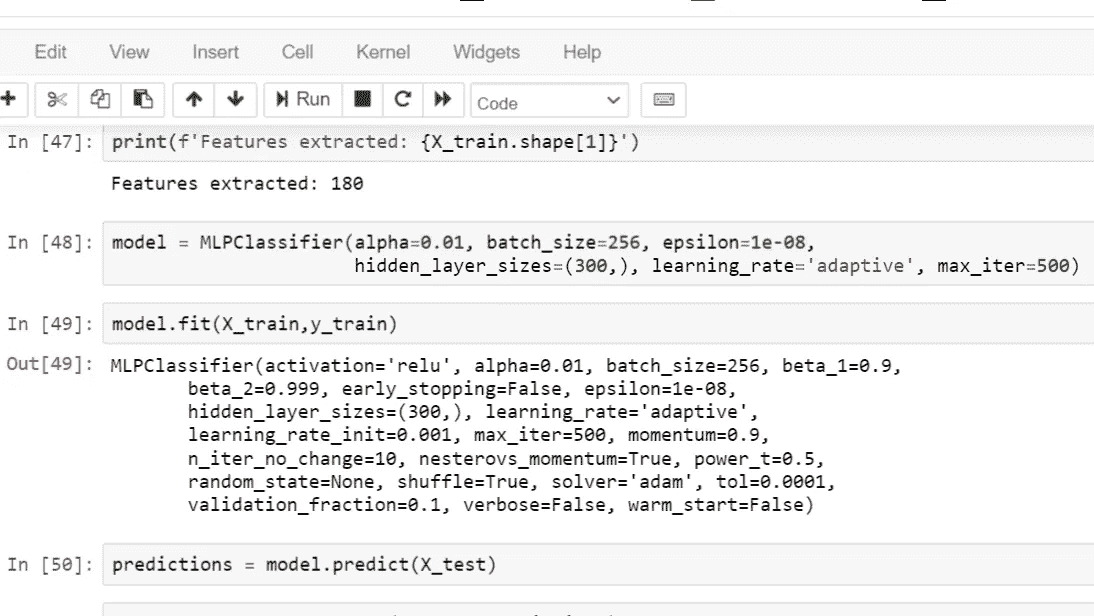 Edit View Insert Cell Kernel Widgets Help
Run Code
In [47]: print(f'Features extracted: {X_train.shape[1]}')
Features extracted: 180
In [48]: model = MLPClassifier(alpha=0.01, batch_size=256, epsilon=1e-08,
hidden_layer_sizes=(300,), learning_rate='adaptive', max_iter=500)
In [49]: model.fit(X_train,y_train)
Out[49]: MLPClassifier(activation='relu', alpha=0.01, batch_size=256, beta_1=0.9,
beta_2=0.999, early_stopping=False, epsilon=1e-08,
hidden_layer_sizes=(300,), learning_rate='adaptive',
learning_rate_init=0.001, max_iter=500, momentum=0.9,
n_iter_no_change=10, nesterovs_momentum=True, power_t=0.5,
random_state=None, shuffle=True, solver='adam', tol=0.0001,
validation_fraction=0.1, verbose=False, warm_start=False)
In [50]: predictions = model.predict(X_test)